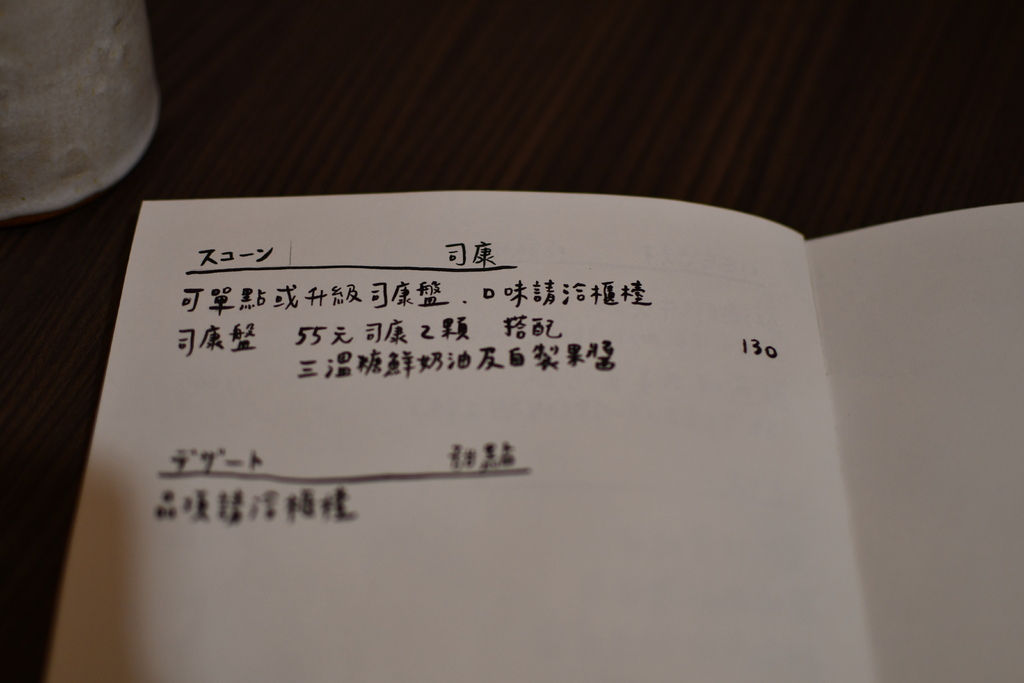 スコーン 司康
可單點或升級司康盤．口味請洽櫃檯
司康盤 55元司康2顆 搭配 130
三溫糖鮮奶油及自製果醬
デザート 甜點
品項請洽櫃檯